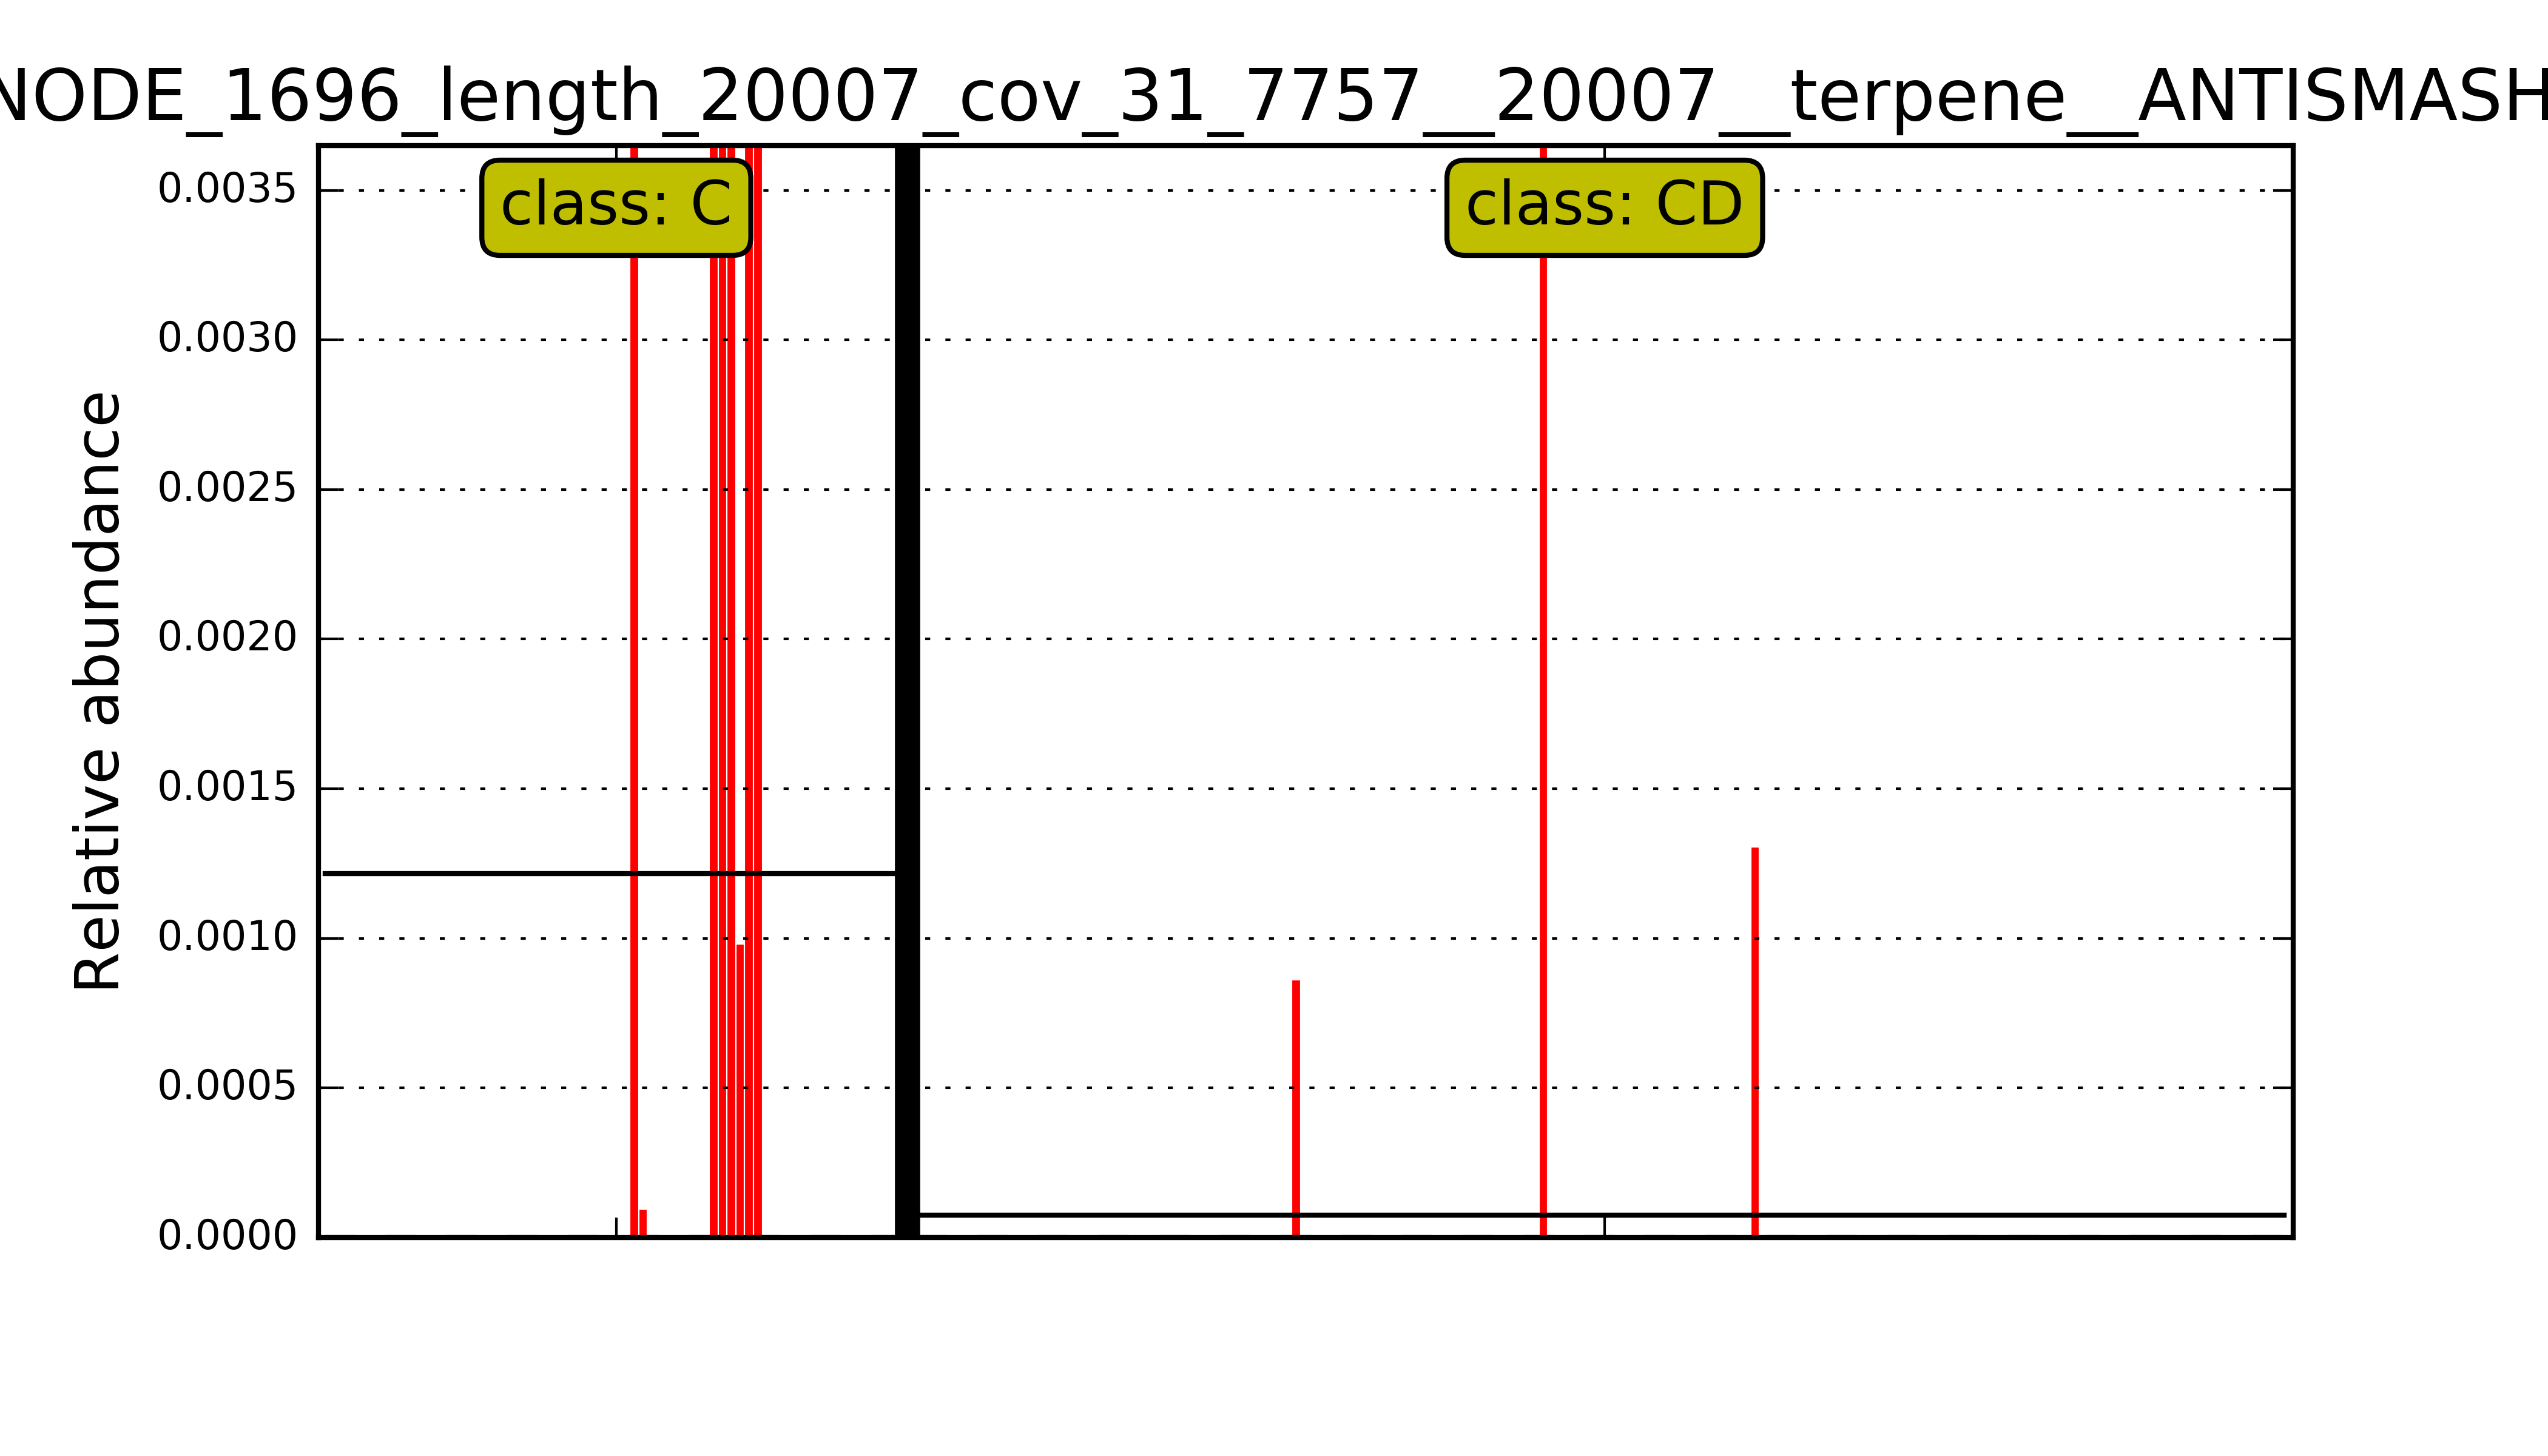 NODE_1696_length_20007_cov_31_7757__20007__terpene__ANTISMASH
class: C
class: CD
0.0035
0.0030
0.0025
0.0020
0.0015
0.0010
0.0005
0.0000
Relative abundance